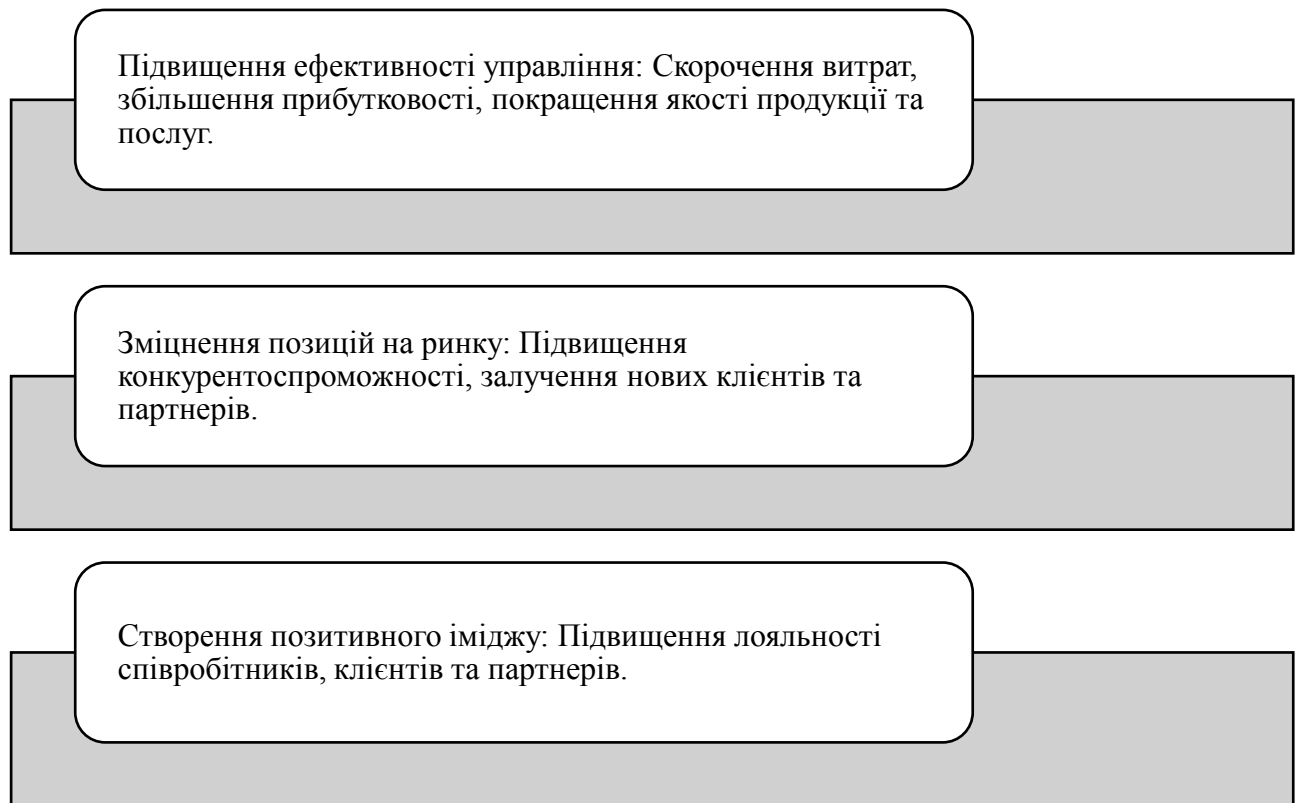 Підвищення ефективності управління: Скорочення витрат,
збільшення прибутковості, покращення якості продукції та
послуг.
Зміцнення позицій на ринку: Підвищення
конкурентоспроможності, залучення нових клієнтів та
партнерів.
Створення позитивного іміджу: Підвищення лояльності
співробітників, клієнтів та партнерів.